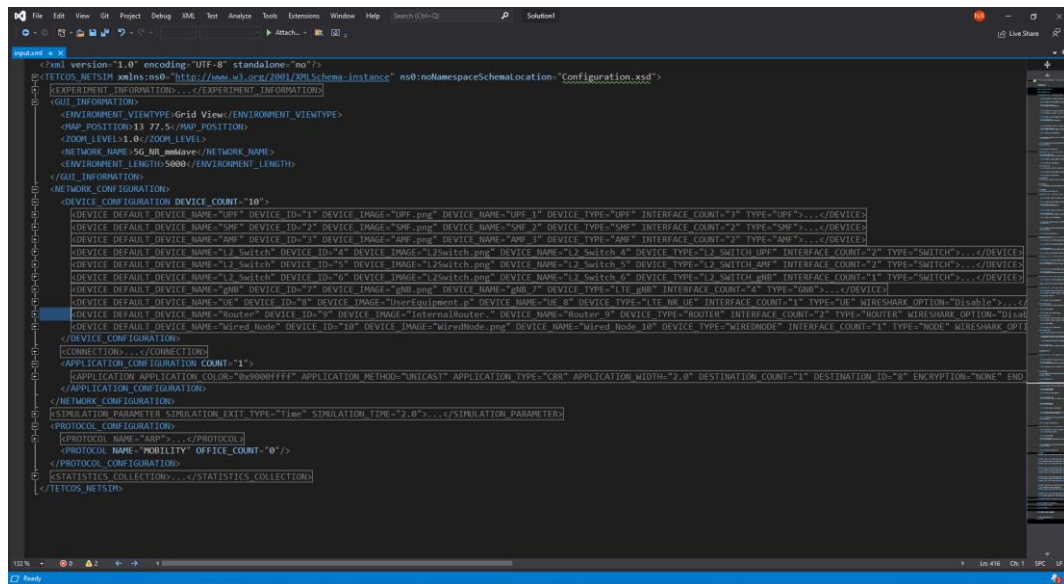 File Edit View Git Project Debug XML Test Analyze Tools Extensions Window Help Search (Ctrl+Q) Solution1
Attach... Live Share
input.xml
<?xml version="1.0" encoding="UTF-8" standalone="no"?>
<TETCOS_NETSIM xmlns:ns0="http://www.w3.org/2001/XMLSchema-instance" ns0:noNamespaceSchemaLocation="Configuration.xsd">
<EXPERIMENT_INFORMATION>...</EXPERIMENT_INFORMATION>
<GUI_INFORMATION>
<ENVIRONMENT_VIEWTYPE>Grid View</ENVIRONMENT_VIEWTYPE>
<MAP_POSITION>13 77.5</MAP_POSITION>
<ZOOM_LEVEL>1.0</ZOOM_LEVEL>
<NETWORK_NAME>5G_NR_mmWave</NETWORK_NAME>
<ENVIRONMENT_LENGTH>5000</ENVIRONMENT_LENGTH>
</GUI_INFORMATION>
<NETWORK_CONFIGURATION>
<DEVICE_CONFIGURATION DEVICE_COUNT="10">
<DEVICE DEFAULT_DEVICE_NAME="UPF" DEVICE_ID="1" DEVICE_IMAGE="UPF.png" DEVICE_NAME="UPF_1" DEVICE_TYPE="UPF" INTERFACE_COUNT="3" TYPE="UPF">...</DEVICE>
<DEVICE DEFAULT_DEVICE_NAME="SMF" DEVICE_ID="2" DEVICE_IMAGE="SMF.png" DEVICE_NAME="SMF_2" DEVICE_TYPE="SMF" INTERFACE_COUNT="2" TYPE="SMF">...</DEVICE>
<DEVICE DEFAULT_DEVICE_NAME="AMF" DEVICE_ID="3" DEVICE_IMAGE="AMF.png" DEVICE_NAME="AMF_3" DEVICE_TYPE="AMF" INTERFACE_COUNT="2" TYPE="AMF">...</DEVICE>
<DEVICE DEFAULT_DEVICE_NAME="L2_Switch" DEVICE_ID="4" DEVICE_IMAGE="L2Switch.png" DEVICE_NAME="L2_Switch_4" DEVICE_TYPE="L2_SWITCH_UPF" INTERFACE_COUNT="2" TYPE="SWITCH">...</DEVICE>
<DEVICE DEFAULT_DEVICE_NAME="L2_Switch" DEVICE_ID="5" DEVICE_IMAGE="L2Switch.png" DEVICE_NAME="L2_Switch_5" DEVICE_TYPE="L2_SWITCH_AMF" INTERFACE_COUNT="2" TYPE="SWITCH">...</DEVICE>
<DEVICE DEFAULT_DEVICE_NAME="L2_Switch" DEVICE_ID="6" DEVICE_IMAGE="L2Switch.png" DEVICE_NAME="L2_Switch_6" DEVICE_TYPE="L2_SWITCH_gNB" INTERFACE_COUNT="2" TYPE="SWITCH">...</DEVICE>
<DEVICE DEFAULT_DEVICE_NAME="gNB" DEVICE_ID="7" DEVICE_IMAGE="gNB.png" DEVICE_NAME="gNB_7" DEVICE_TYPE="LTE_gNB" INTERFACE_COUNT="4" TYPE="GNB">...</DEVICE>
<DEVICE DEFAULT_DEVICE_NAME="UE" DEVICE_ID="8" DEVICE_IMAGE="UserEquipment.p" DEVICE_NAME="UE_8" DEVICE_TYPE="LTE_NR_UE" INTERFACE_COUNT="1" TYPE="UE" WIRESHARK_OPTION="Disable">...</
<DEVICE DEFAULT_DEVICE_NAME="Router" DEVICE_ID="9" DEVICE_IMAGE="InternalRouter." DEVICE_NAME="Router_9" DEVICE_TYPE="ROUTER" INTERFACE_COUNT="2" TYPE="ROUTER" WIRESHARK_OPTION="Disab
<DEVICE DEFAULT_DEVICE_NAME="Wired_Node" DEVICE_ID="10" DEVICE_IMAGE="WiredNode.png" DEVICE_NAME="Wired_Node_10" DEVICE_TYPE="WIREDNODE" INTERFACE_COUNT="1" TYPE="NODE" WIRESHARK_OPTI
</DEVICE_CONFIGURATION>
<CONNECTION>...</CONNECTION>
<APPLICATION_CONFIGURATION COUNT="1">
<APPLICATION APPLICATION_COLOR="0x9000ffff" APPLICATION_METHOD="UNICAST" APPLICATION_TYPE="CBR" APPLICATION_WIDTH="2.0" DESTINATION_COUNT="1" DESTINATION_ID="8" ENCRYPTION="NONE" END
</APPLICATION_CONFIGURATION>
</NETWORK_CONFIGURATION>
<SIMULATION_PARAMETER SIMULATION_EXIT_TYPE="Time" SIMULATION_TIME="2.0">...</SIMULATION_PARAMETER>
<PROTOCOL_CONFIGURATION>
<PROTOCOL NAME="ARP">...</PROTOCOL>
<PROTOCOL NAME="MOBILITY" OFFICE_COUNT="0"/>
</PROTOCOL_CONFIGURATION>
<STATISTICS_COLLECTION>...</STATISTICS_COLLECTION>
</TETCOS_NETSIM>
132 % 0 2 Ln: 416 Ch: 1 SPC
Ready